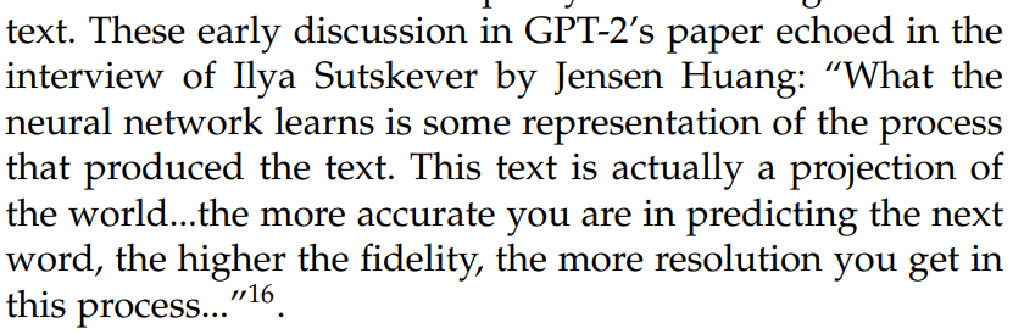 text. These early discussion in GPT-2's paper echoed in the
interview of Ilya Sutskever by Jensen Huang: “What the
neural network learns is some representation of the process
that produced the text. This text is actually a projection of
the world...the more accurate you are in predicting the next
word, the higher the fidelity, the more resolution you get in
this process...”16.